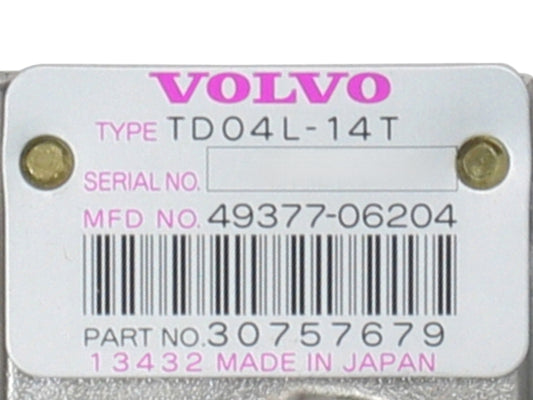 VOLVO
TYPE TD04L-14T
SERIAL NO.
MFD NO. 49377-06204
PART NO. 30757679
13432 MADE IN JAPAN